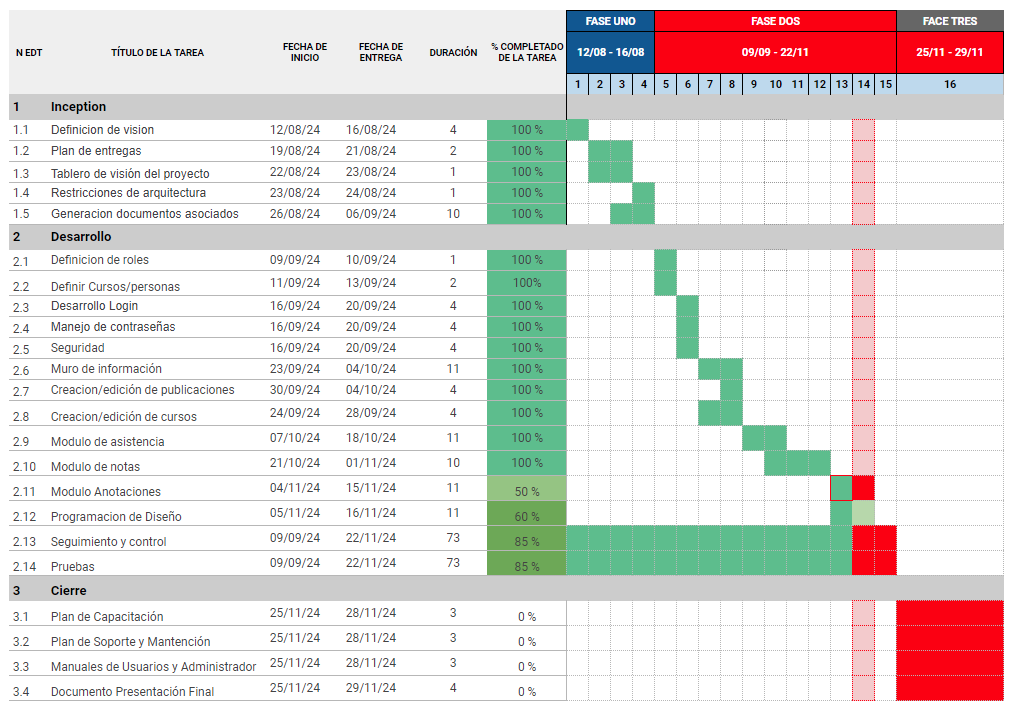 FASE UNO FASE DOS FACE TRES
N EDT TÍTULO DE LA TAREA FECHA DE INICIO FECHA DE ENTREGA DURACIÓN % COMPLETADO DE LA TAREA 12/08 - 16/08 09/09 - 22/11 25/11 - 29/11
1 2 3 4 5 6 7 8 9 10 11 12 13 14 15 16
1 Inception
1.1 Definicion de vision 12/08/24 16/08/24 4 100 %
1.2 Plan de entregas 19/08/24 21/08/24 2 100 %
1.3 Tablero de visión del proyecto 22/08/24 23/08/24 1 100 %
1.4 Restricciones de arquitectura 23/08/24 24/08/24 1 100 %
1.5 Generacion documentos asociados 26/08/24 06/09/24 10 100 %
2 Desarrollo
2.1 Definicion de roles 09/09/24 10/09/24 1 100 %
2.2 Definir Cursos/personas 11/09/24 13/09/24 2 100%
2.3 Desarrollo Login 16/09/24 20/09/24 4 100 %
2.4 Manejo de contraseñas 16/09/24 20/09/24 4 100 %
2.5 Seguridad 16/09/24 20/09/24 4 100 %
2.6 Muro de información 23/09/24 04/10/24 11 100 %
2.7 Creacion/edición de publicaciones 30/09/24 04/10/24 4 100 %
2.8 Creacion/edición de cursos 24/09/24 28/09/24 4 100 %
2.9 Modulo de asistencia 07/10/24 18/10/24 11 100 %
2.10 Modulo de notas 21/10/24 01/11/24 10 100 %
2.11 Modulo Anotaciones 04/11/24 15/11/24 11 50 %
2.12 Programacion de Diseño 05/11/24 16/11/24 11 60 %
2.13 Seguimiento y control 09/09/24 22/11/24 73 85 %
2.14 Pruebas 09/09/24 22/11/24 73 85 %
3 Cierre
3.1 Plan de Capacitación 25/11/24 28/11/24 3 0 %
3.2 Plan de Soporte y Mantención 25/11/24 28/11/24 3 0 %
3.3 Manuales de Usuarios y Administrador 25/11/24 28/11/24 3 0 %
3.4 Documento Presentación Final 25/11/24 29/11/24 4 0 %